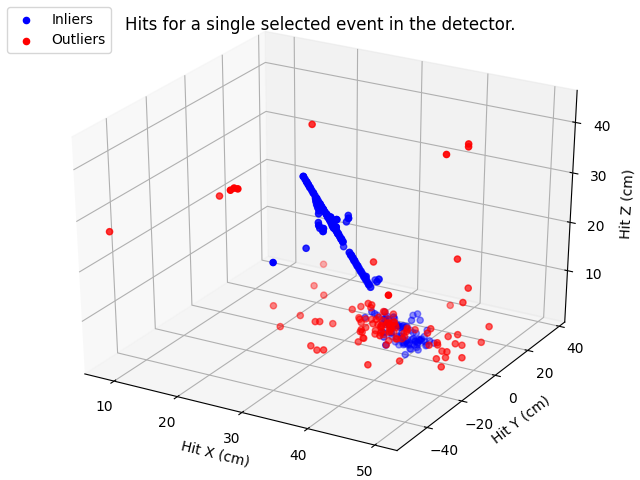 Hits for a single selected event in the detector.
Inliers
Outliers
40
30
20
10
Hit Z (cm)
10
20
30
40
50
Hit X (cm)
−40
−20
0
20
40
Hit Y (cm)